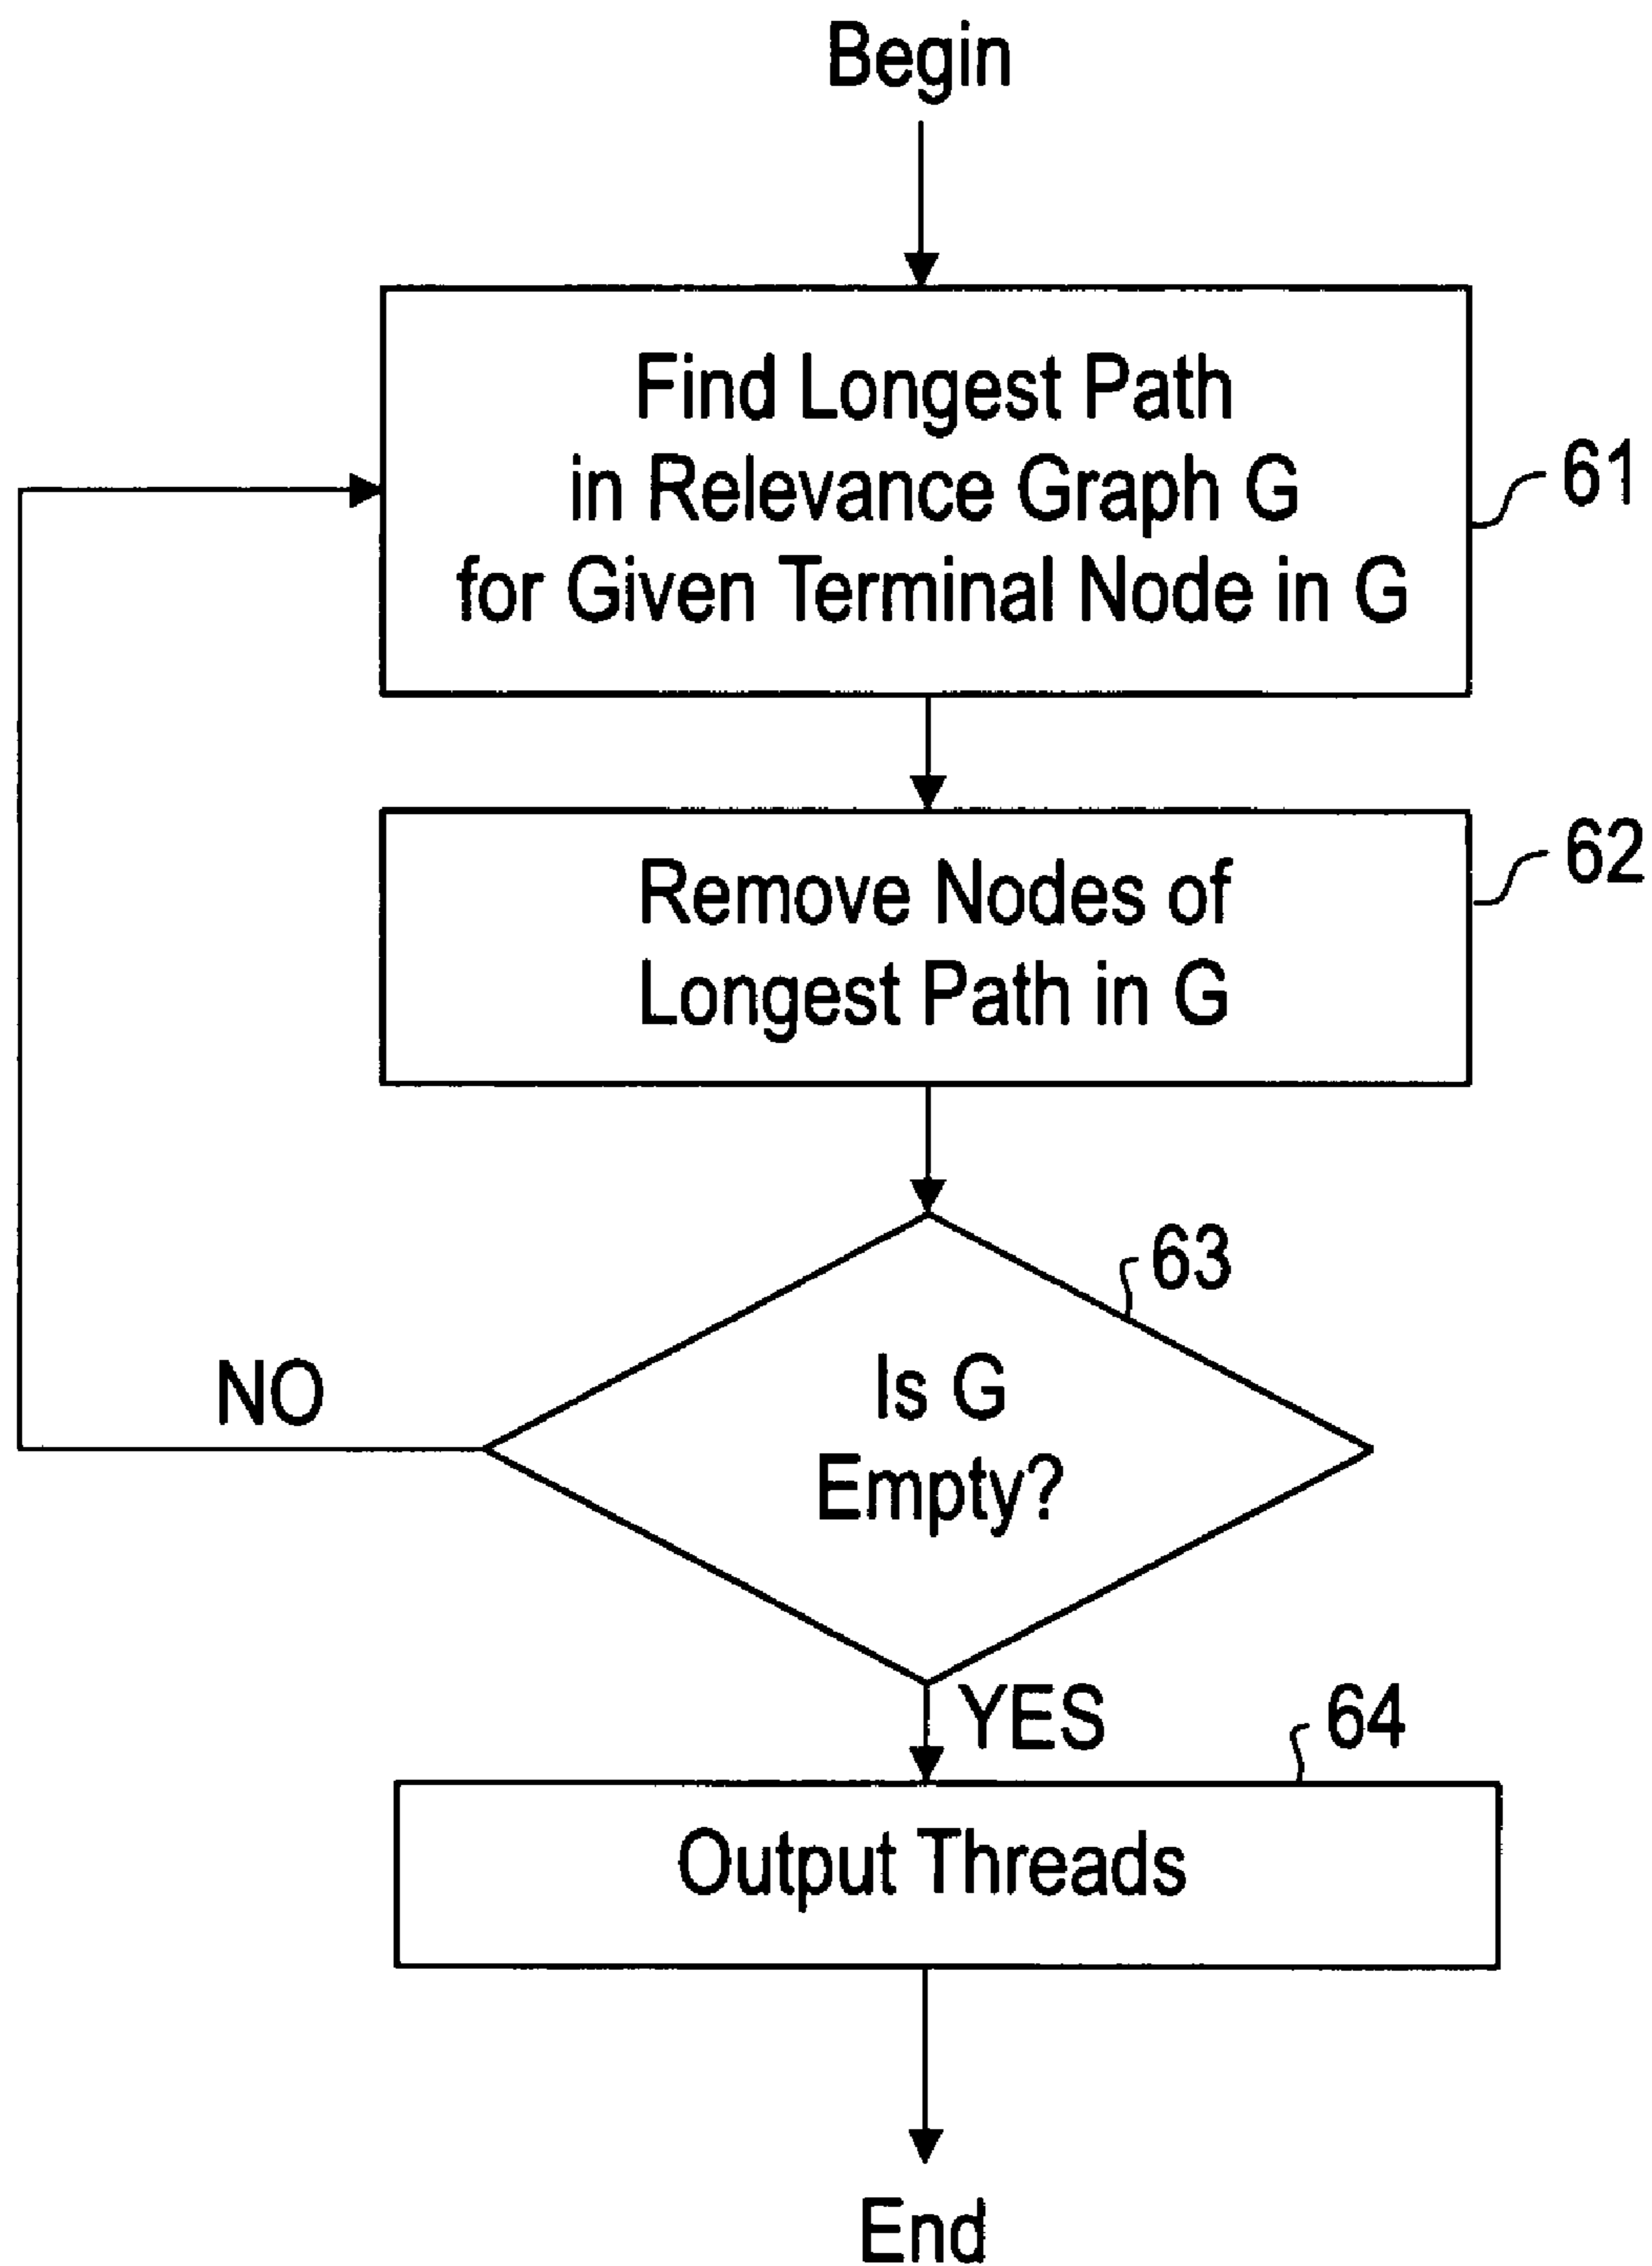 Begin
Find Longest Path
in Relevance Graph G
for Given Terminal Node in G
61
Remove Nodes of
Longest Path in G
62
63
Is G
Empty?
NO
YES
64
Output Threads
End